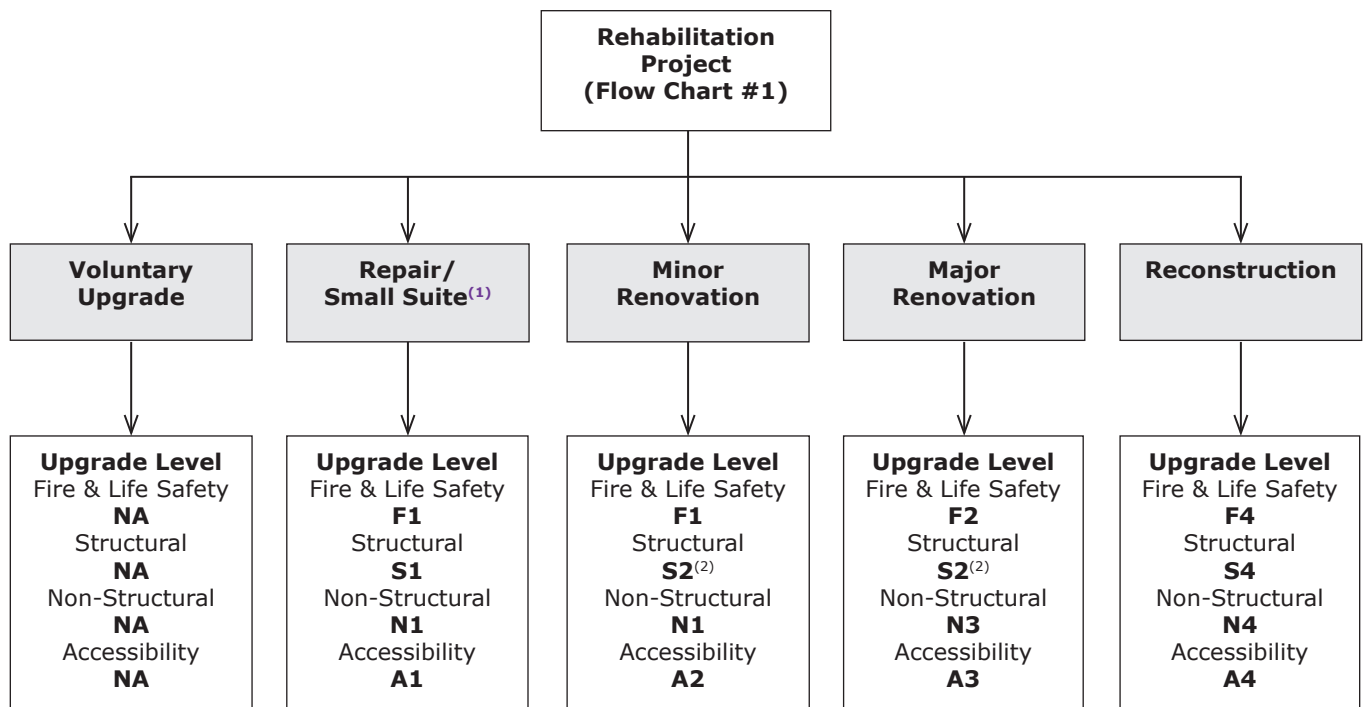 Rehabilitation
Project
(Flow Chart #1)
Voluntary
Upgrade
Repair/
Small Suite(1)
Minor
Renovation
Major
Renovation
Reconstruction
Upgrade Level
Fire & Life Safety
NA
Structural
NA
Non-Structural
NA
Accessibility
NA
Upgrade Level
Fire & Life Safety
F1
Structural
S1
Non-Structural
N1
Accessibility
A1
Upgrade Level
Fire & Life Safety
F1
Structural
S2(2)
Non-Structural
N1
Accessibility
A2
Upgrade Level
Fire & Life Safety
F2
Structural
S2(2)
Non-Structural
N3
Accessibility
A3
Upgrade Level
Fire & Life Safety
F4
Structural
S4
Non-Structural
N4
Accessibility
A4